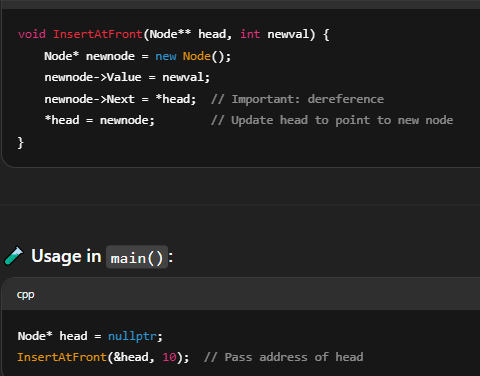 void InsertAtFront(Node** head, int newval) {
    Node* newnode = new Node();
    newnode->Value = newval;
    newnode->Next = *head;  // Important: dereference
    *head = newnode;        // Update head to point to new node
}
🧪 Usage in main():
cpp
Node* head = nullptr;
InsertAtFront(&head, 10);  // Pass address of head